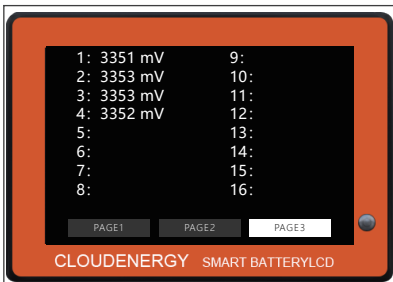 1: 3351 mV 9:
2: 3353 mV 10:
3: 3353 mV 11:
4: 3352 mV 12:
5: 13:
6: 14:
7: 15:
8: 16:
PAGE1 PAGE2 PAGE3
CLOUDENERGY SMART BATTERYLCD